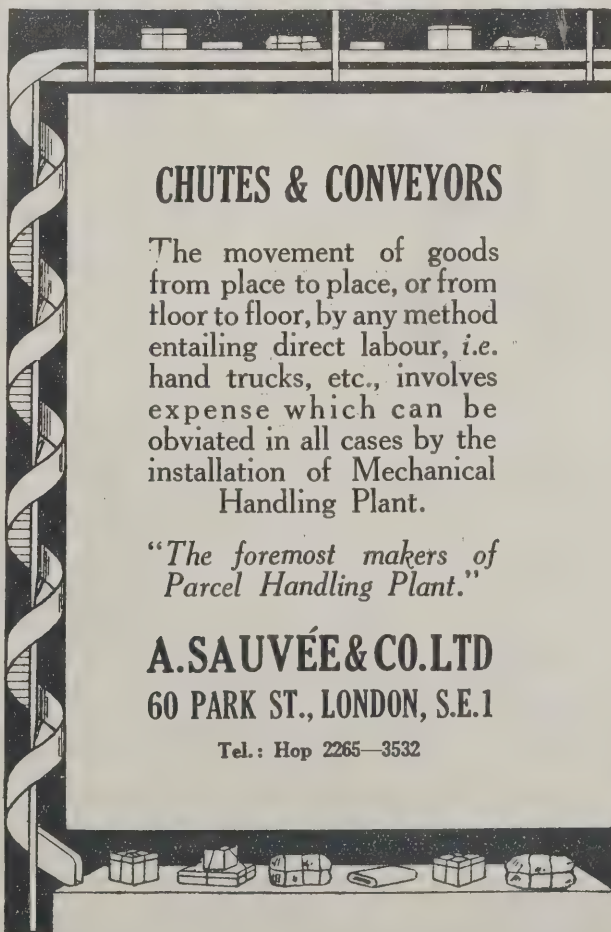 CHUTES & CONVEYORS
The movement of goods
from place to place, or from
floor to floor, by any method
entailing direct labour, i.e.
hand trucks, etc., involves
expense which can be
obviated in all cases by the
installation of Mechanical
Handling Plant.
"The foremost makers of
Parcel Handling Plant."
A. SAUVÉE & CO. LTD
60 PARK ST., LONDON, S.E.1
Tel.: Hop 2265—3532